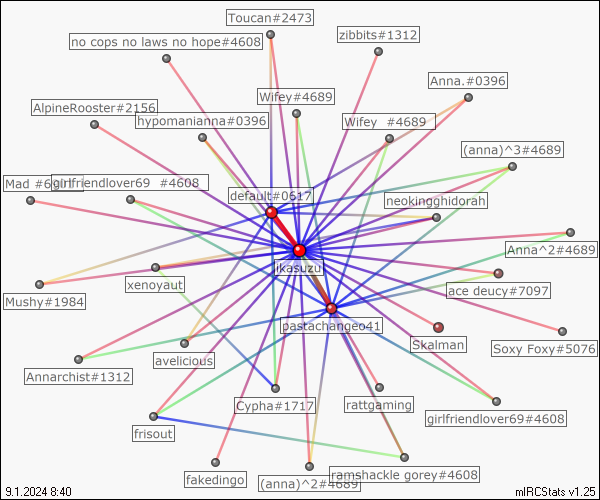 Toucan#2473
no cops no laws no hope#4608
zibbits#1312
Anna.#0396
Wifey#4689
AlpineRooster#2156
hypomanianna#0396
Wifey #4689
(anna)^3#4689
Mad
girlfriendlover69 #4608
default#0617
neokingghidorah
Anna^2#4689
ikasuzu
xenoyaut
ace deucy#7097
Mushy#1984
pastachangeo41
Skalman
Soxy Foxy#5076
avelicious
Annarchist#1312
Cypha#1717
rattgaming
girlfriendlover69#4608
frisout
fakedingo
(anna)^2#4689
ramshackle gorey#4608
9.1.2024 8:40
mIRCStats v1.25